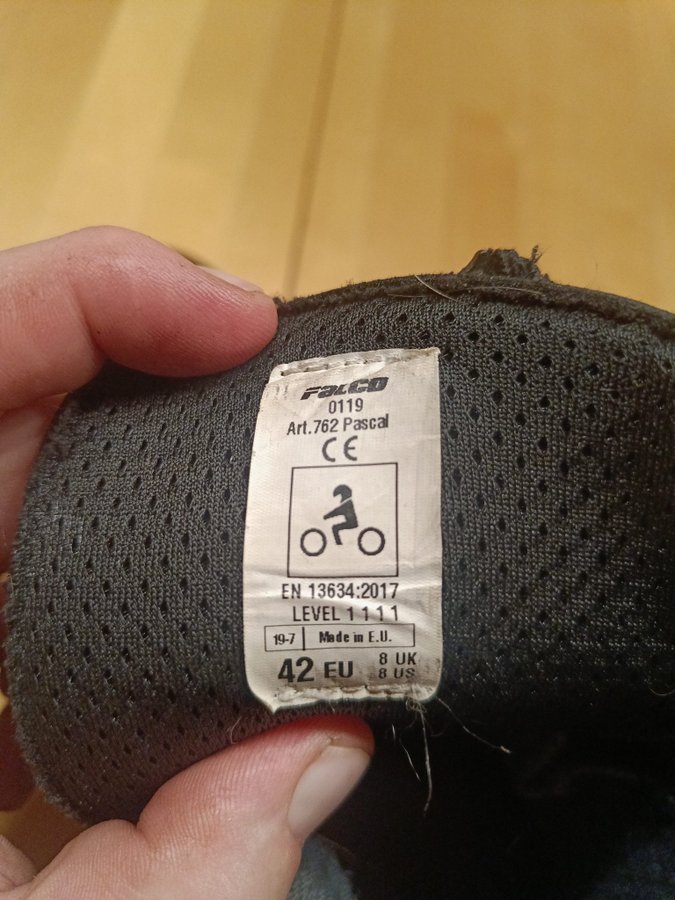 FALCO
0119
Art.762 Pascal
CE
EN 13634:2017
LEVEL 1 1 1 1
19-7 Made in E.U.
42 EU 8 UK
8 US